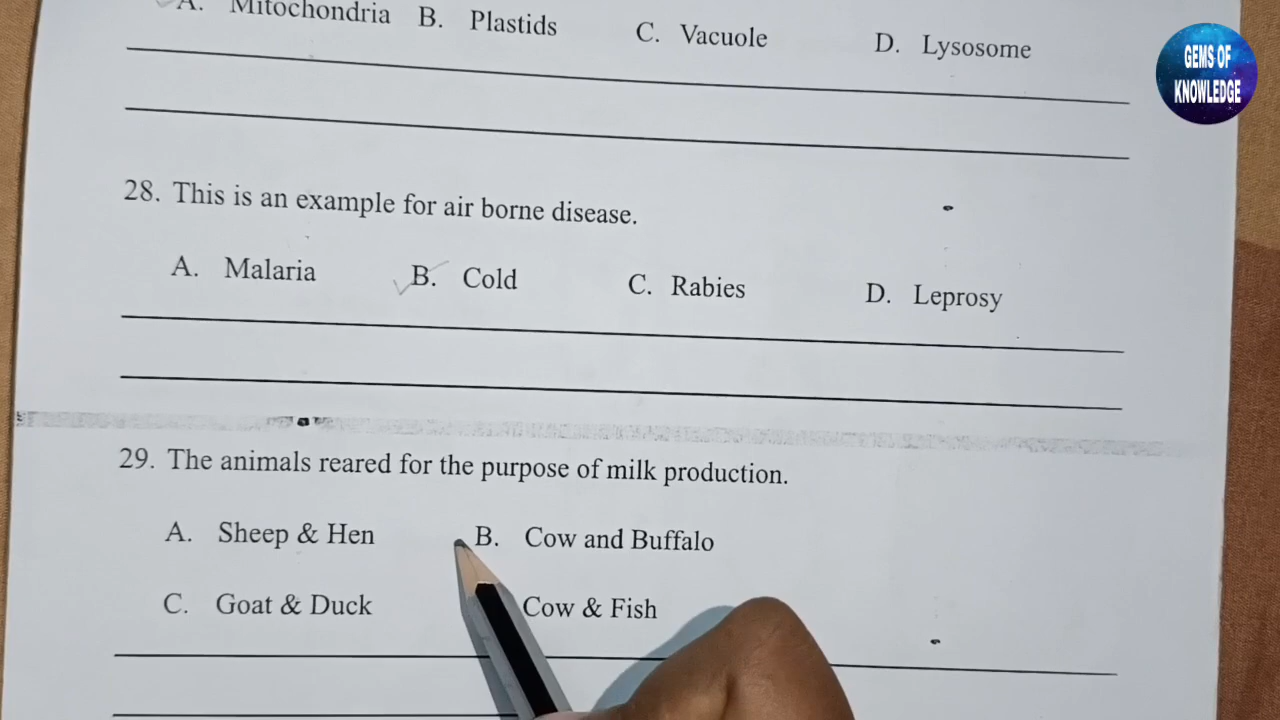 A. Mitochondria B. Plastids C. Vacuole D. Lysosome
GEMS OF
KNOWLEDGE
28. This is an example for air borne disease.
A. Malaria B. Cold C. Rabies D. Leprosy
29. The animals reared for the purpose of milk production.
A. Sheep & Hen B. Cow and Buffalo
C. Goat & Duck Cow & Fish